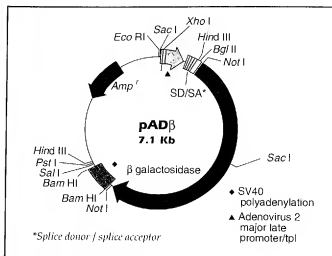 Xho I
Sac I
Eco RI
Hind III
Bgl II
Not I
SD/SA*
Amp r
pADβ
7.1 Kb
Sac I
Hind III
Pst I
Sal I
Bam HI
β galactosidase
Bam HI
Not I
♦ SV40
polyadenylation
▲ Adenovirus 2
major late
promoter/tpl
*Splice donor / splice acceptor